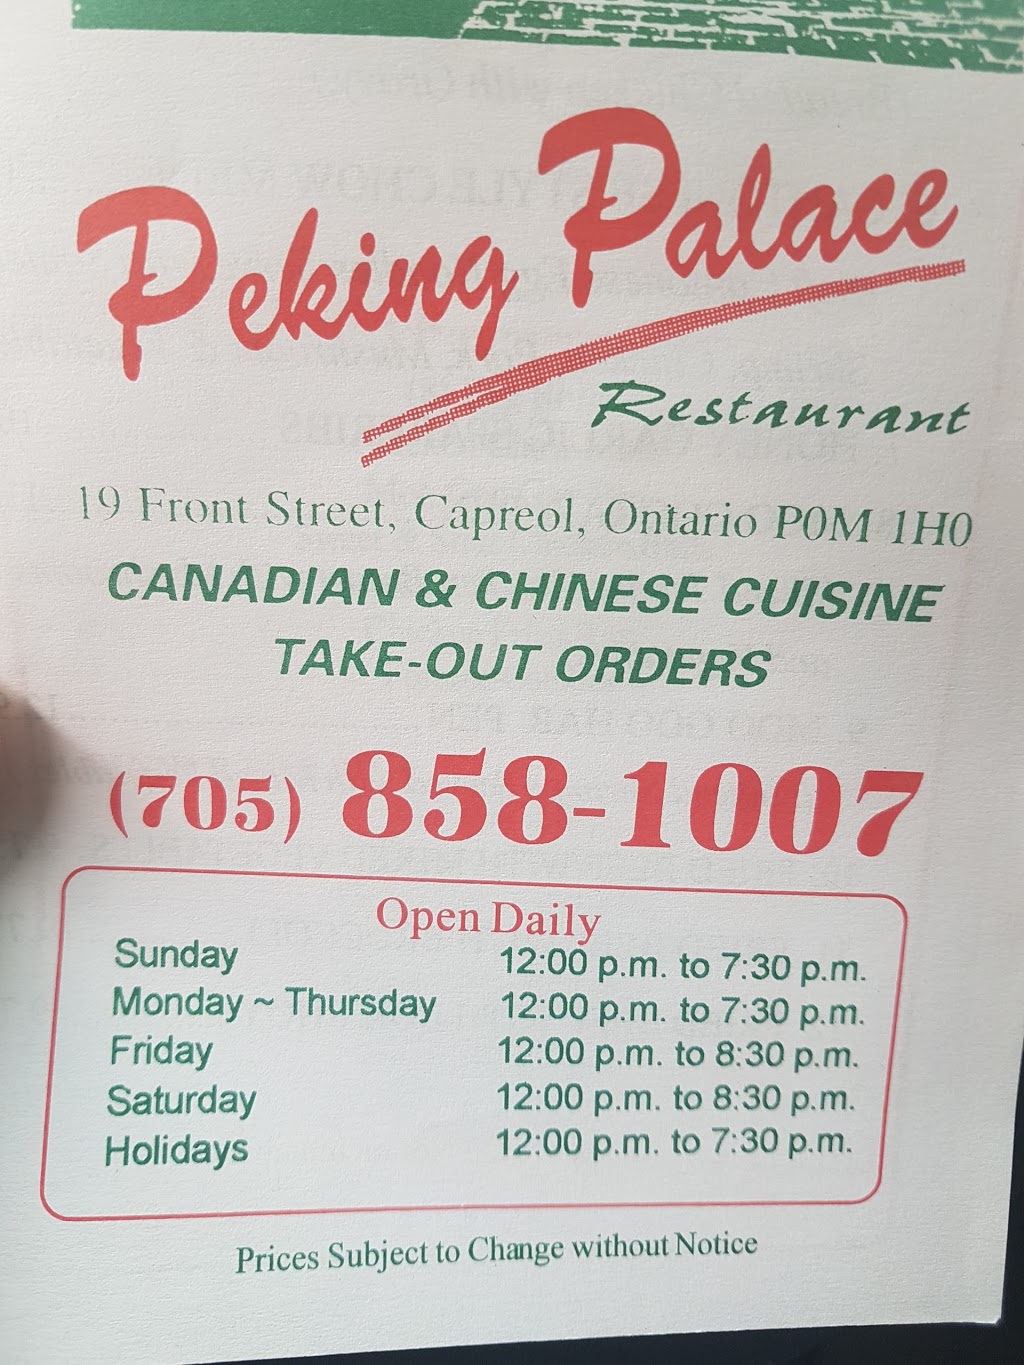 Peking Palace
Restaurant
19 Front Street, Capreol, Ontario P0M 1H0
CANADIAN & CHINESE CUISINE
TAKE-OUT ORDERS
(705) 858-1007
Open Daily
Sunday 12:00 p.m. to 7:30 p.m.
Monday ~ Thursday 12:00 p.m. to 7:30 p.m.
Friday 12:00 p.m. to 8:30 p.m.
Saturday 12:00 p.m. to 8:30 p.m.
Holidays 12:00 p.m. to 7:30 p.m.
Prices Subject to Change without Notice